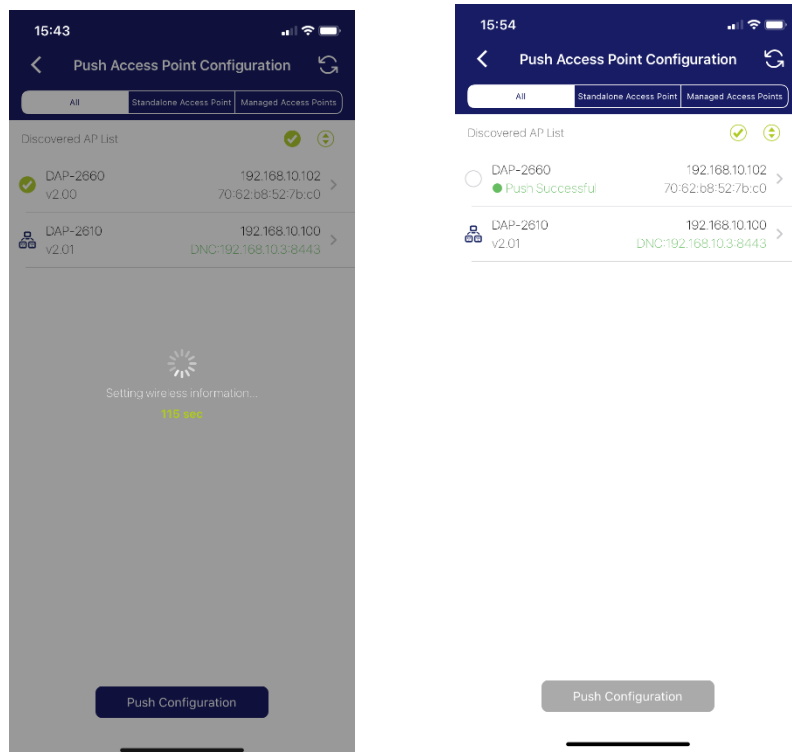 15:43
Push Access Point Configuration
All
Standalone Access Point
Managed Access Points
Discovered AP List
DAP-2660
192.168.10.102
v2.00
70:62:b8:52:7b:c0
DAP-2610
192.168.10.100
v2.01
DNC:192.168.10.3:8443
Setting wireless information...
115 sec
Push Configuration
15:54
Push Access Point Configuration
All
Standalone Access Point
Managed Access Points
Discovered AP List
DAP-2660
192.168.10.102
Push Successful
70:62:b8:52:7b:c0
DAP-2610
192.168.10.100
v2.01
DNC:192.168.10.3:8443
Push Configuration